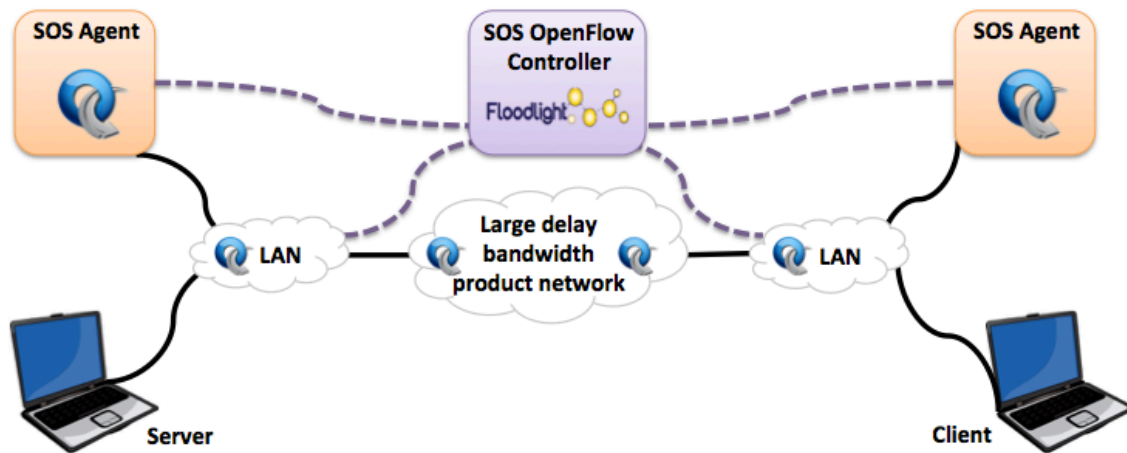 SOS Agent
SOS OpenFlow
Controller
Floodlight
SOS Agent
Large delay
bandwidth
product network
LAN
LAN
Server
Client